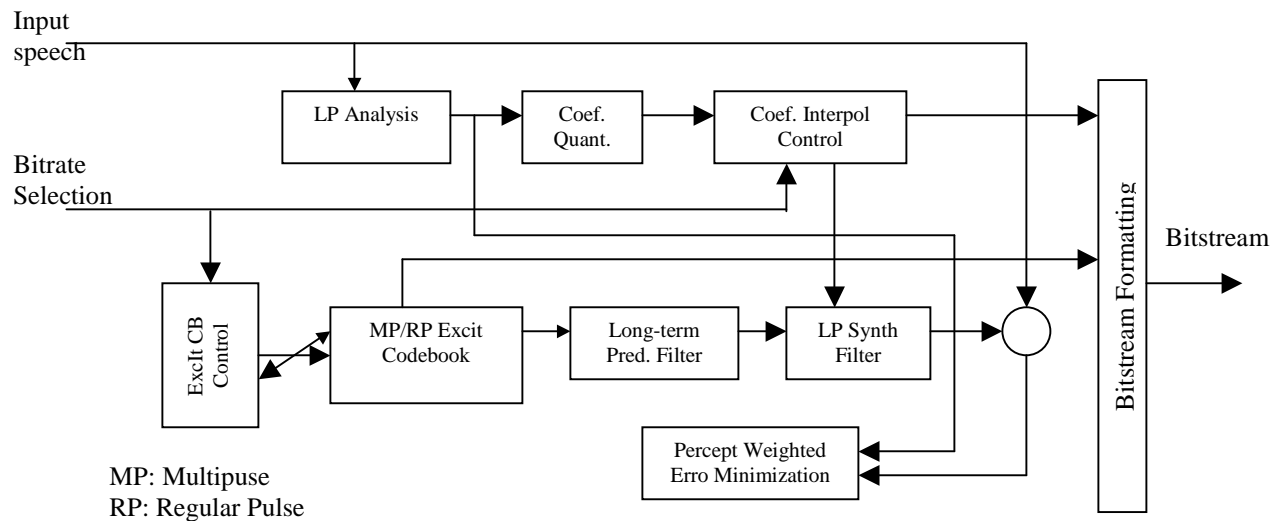 Input
speech
LP Analysis
Coef.
Quant.
Coef. Interpol
Control
Bitrate
Selection
Bitstream Formatting
Bitstream
ExcIt CB
Control
MP/RP Excit
Codebook
Long-term
Pred. Filter
LP Synth
Filter
Percept Weighted
Erro Minimization
MP: Multipuse
RP: Regular Pulse